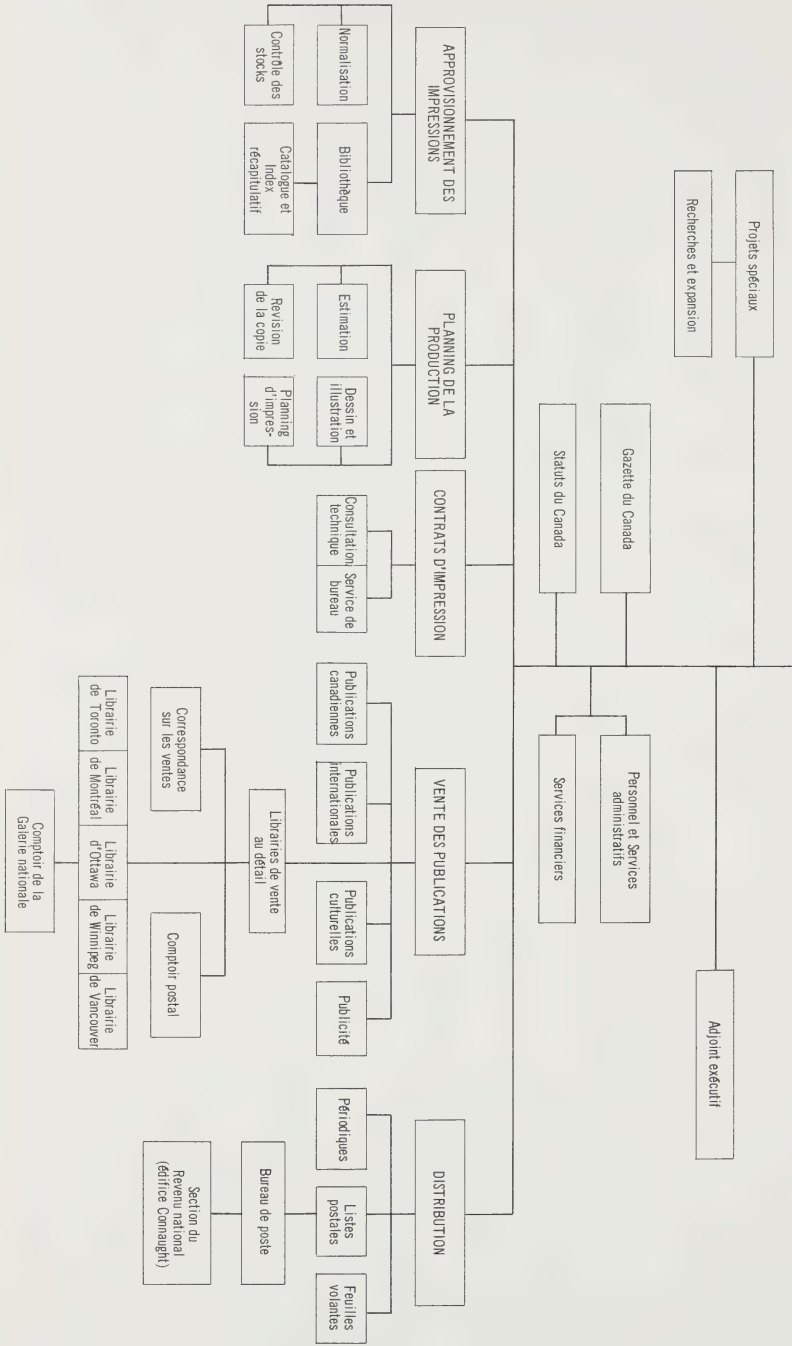 Projets spéciaux
Recherches et expansion
Gazette du Canada
Statuts du Canada
Adjoint exécutif
Personnel et Services
administratifs
Services financiers
APPROVISIONNEMENT DES
IMPRESSIONS
Normalisation
Contrôle des
stocks
Bibliothèque
Catalogue et
Index
récapitulatif
PLANNING DE LA
PRODUCTION
Estimation
Revision
de la copie
Dessin et
illustration
Planning
d'impres-
sion
CONTRATS D'IMPRESSION
Consultation
technique
Service de
bureau
VENTE DES PUBLICATIONS
Publications
canadiennes
Publications
internationales
Publications
culturelles
Publicité
Librairies de vente
au détail
Correspondance
sur les ventes
Comptoir postal
Librairie
de Toronto
Librairie
de Montréal
Librairie
d'Ottawa
Librairie
de Winnipeg
Librairie
de Vancouver
Comptoir de la
Galerie nationale
DISTRIBUTION
Périodiques
Listes
postales
Feuilles
volantes
Bureau de poste
Section du
Revenu national
(édifice Connaught)